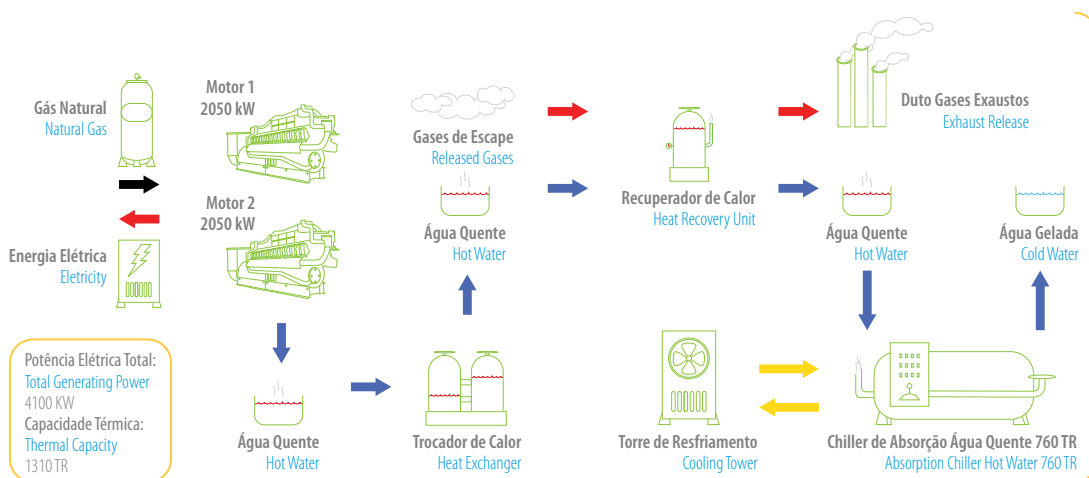 Gás Natural
Natural Gas
Motor 1
2050 kW
Gases de Escape
Released Gases
Duto Gases Exaustos
Exhaust Release
Motor 2
2050 kW
Recuperador de Calor
Heat Recovery Unit
Energia Elétrica
Eletricity
Água Quente
Hot Water
Água Quente
Hot Water
Água Gelada
Cold Water
Potência Elétrica Total:
Total Generating Power
4100 KW
Capacidade Térmica:
Thermal Capacity
1310 TR
Água Quente
Hot Water
Trocador de Calor
Heat Exchanger
Torre de Resfriamento
Cooling Tower
Chiller de Absorção Água Quente 760 TR
Absorption Chiller Hot Water 760 TR